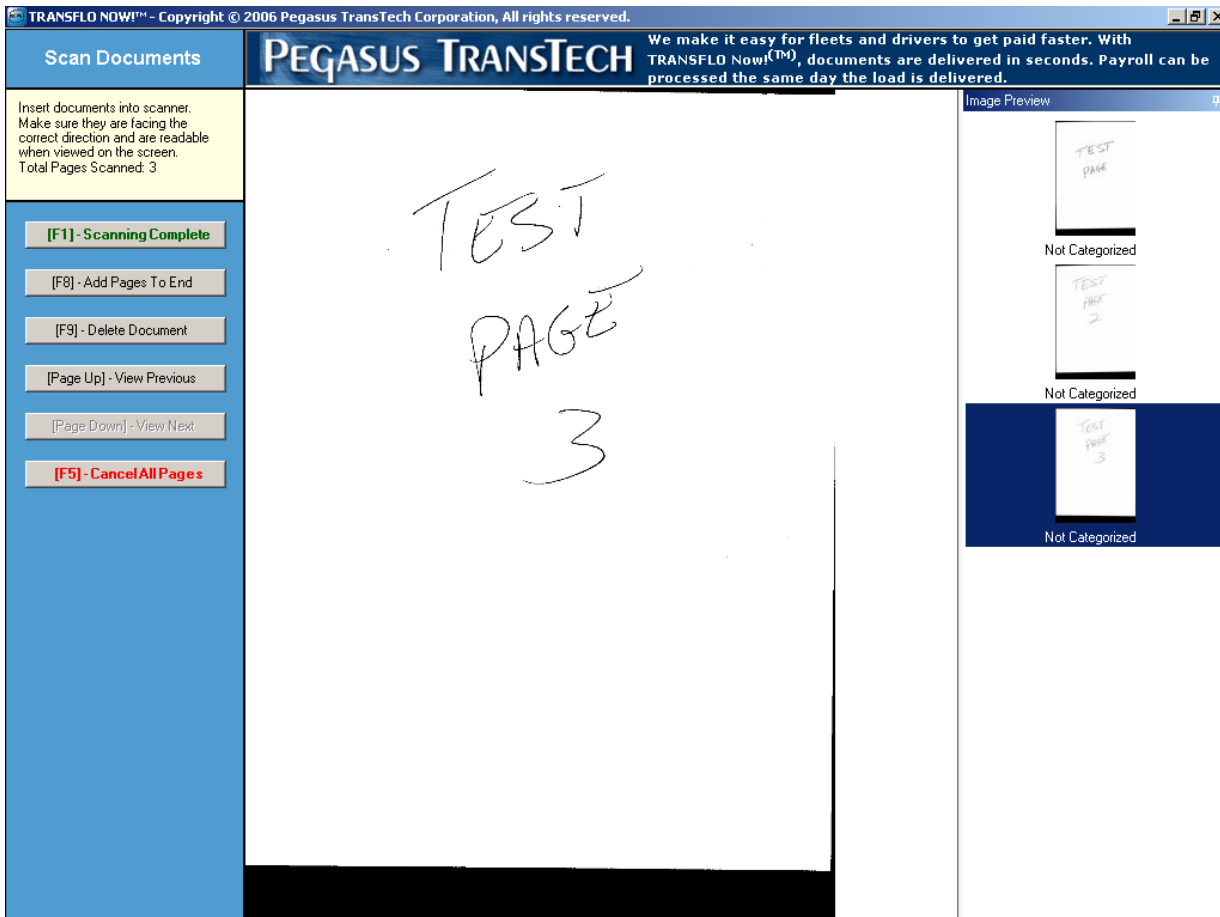 TRANSFLO NOW!™ - Copyright © 2006 Pegasus TransTech Corporation, All rights reserved.
Scan Documents
PEGASUS TRANSTECH
We make it easy for fleets and drivers to get paid faster. With
TRANSFLO Now!(TM), documents are delivered in seconds. Payroll can be
processed the same day the load is delivered.
Insert documents into scanner.
Make sure they are facing the
correct direction and are readable
when viewed on the screen.
Total Pages Scanned: 3
[F1] - Scanning Complete
[F8] - Add Pages To End
[F9] - Delete Document
[Page Up] - View Previous
[Page Down] - View Next
[F5] - Cancel All Pages
TEST
PAGE
3
Image Preview
TEST
PAGE
Not Categorized
TEST
PAGE
2
Not Categorized
TEST
PAGE
3
Not Categorized